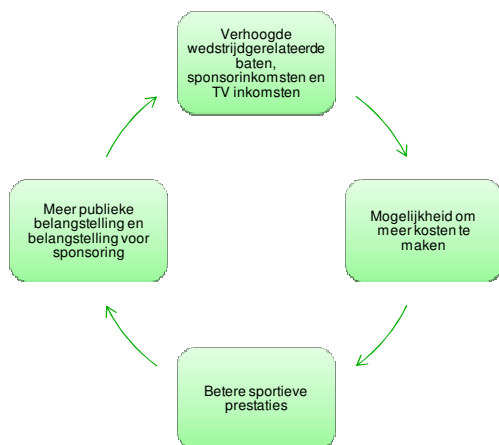 Verhoogde
wedstrijdgerelateerde
baten,
sponsorinkomsten en
TV inkomsten
Mogelijkheid om
meer kosten te
maken
Betere sportieve
prestaties
Meer publieke
belangstelling en
belangstelling voor
sponsoring